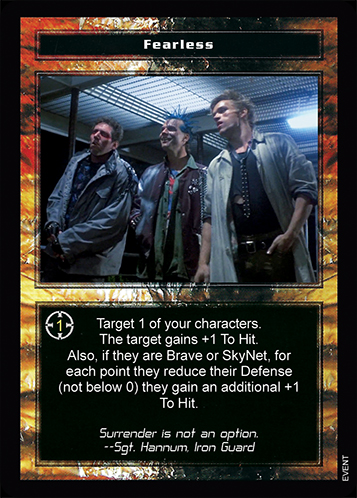 Fearless
1
Target 1 of your characters.
The target gains +1 To Hit.
Also, if they are Brave or SkyNet, for
each point they reduce their Defense
(not below 0) they gain an additional +1
To Hit.
Surrender is not an option.
--Sgt. Hannum, Iron Guard
EVENT